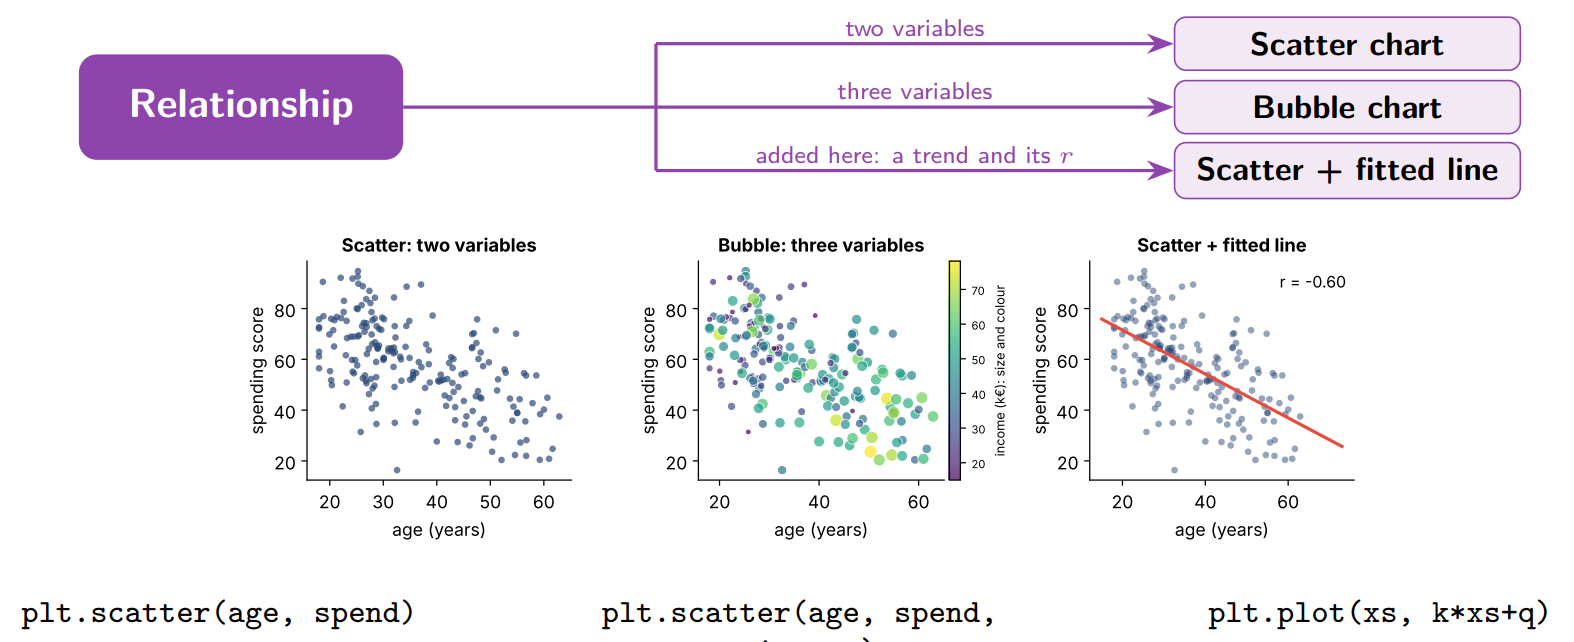 Relationship
two variables
Scatter chart
three variables
Bubble chart
added here: a trend and its r
Scatter + fitted line
Scatter: two variables
80
60
40
20
spending score
20 30 40 50 60
age (years)
Bubble: three variables
80
60
40
20
spending score
20 40 60
age (years)
70
60
50
40
30
20
income (k€): size and colour
Scatter + fitted line
r = -0.60
80
60
40
20
spending score
20 40 60
age (years)
plt.scatter(age, spend)
plt.scatter(age, spend,
plt.plot(xs, k*xs+q)